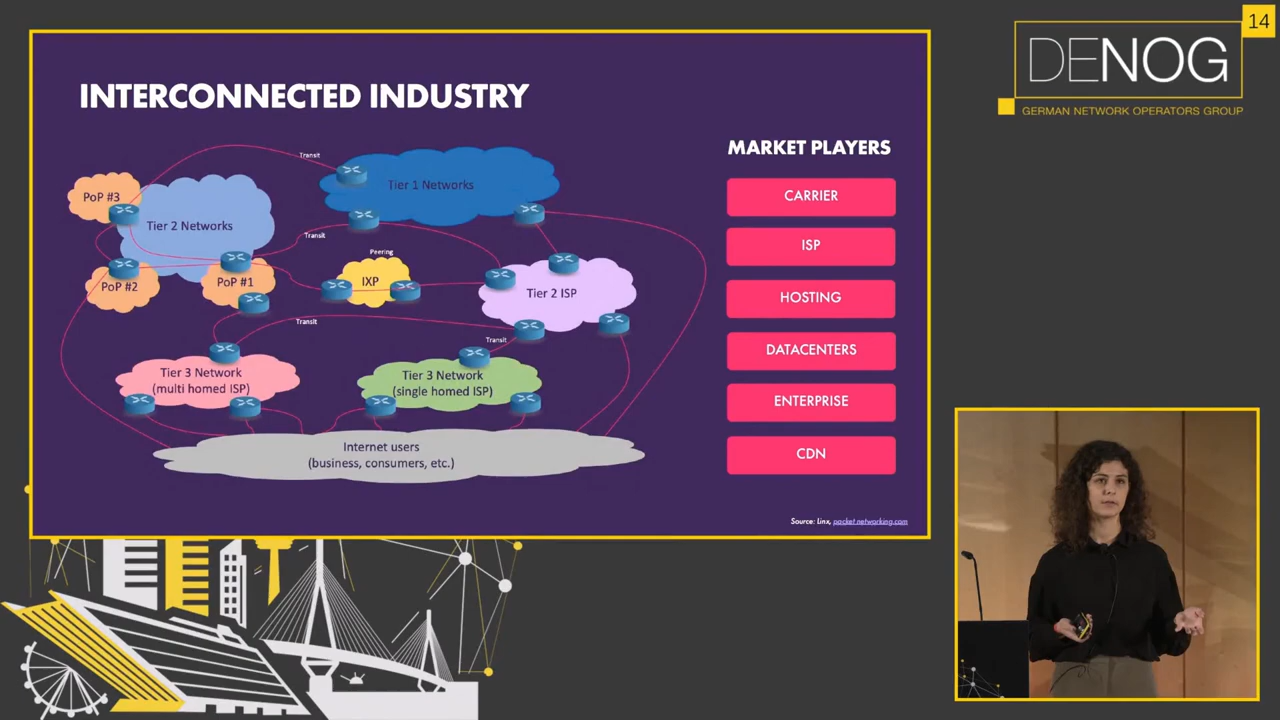 INTERCONNECTED INDUSTRY
Transit
Tier 1 Networks
PoP #3
Tier 2 Networks
Transit
Peering
PoP #2
PoP #1
IXP
Tier 2 ISP
Transit
Transit
Tier 3 Network
(multi homed ISP)
Tier 3 Network
(single homed ISP)
Internet users
(business, consumers, etc.)
MARKET PLAYERS
CARRIER
ISP
HOSTING
DATACENTERS
ENTERPRISE
CDN
Source: Linx, packet networking.com
14
DENOG
GERMAN NETWORK OPERATORS GROUP